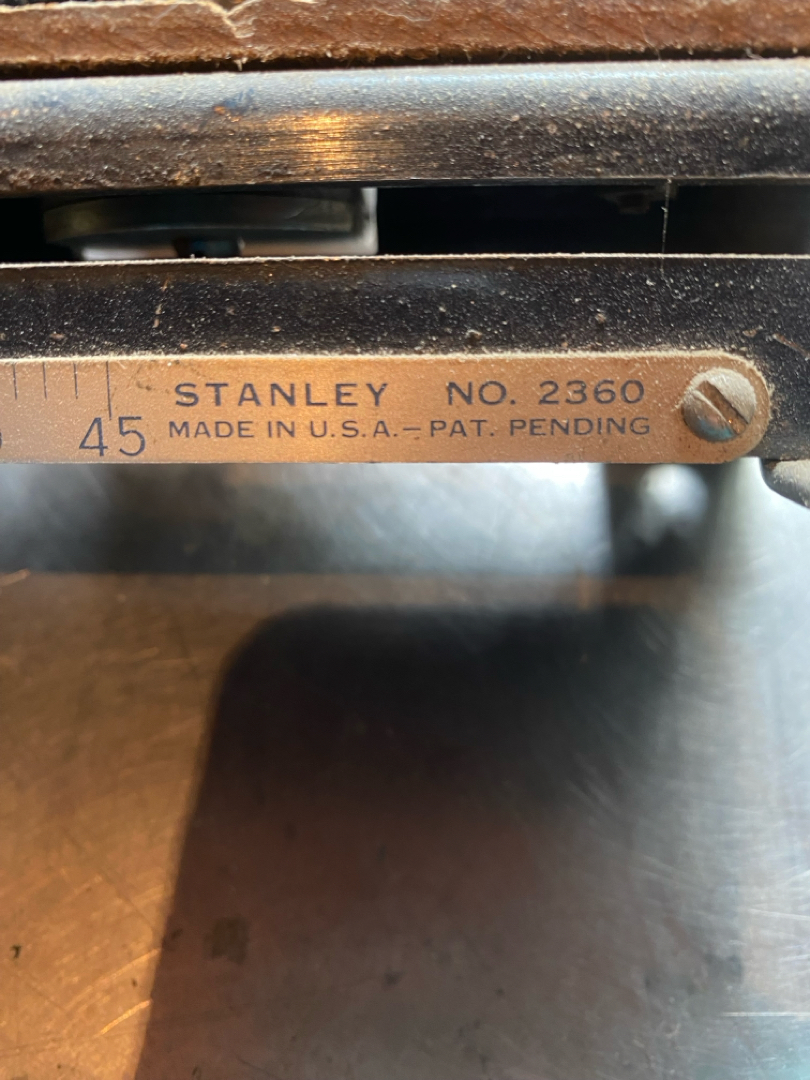 45
STANLEY NO. 2360
MADE IN U.S.A.—PAT. PENDING